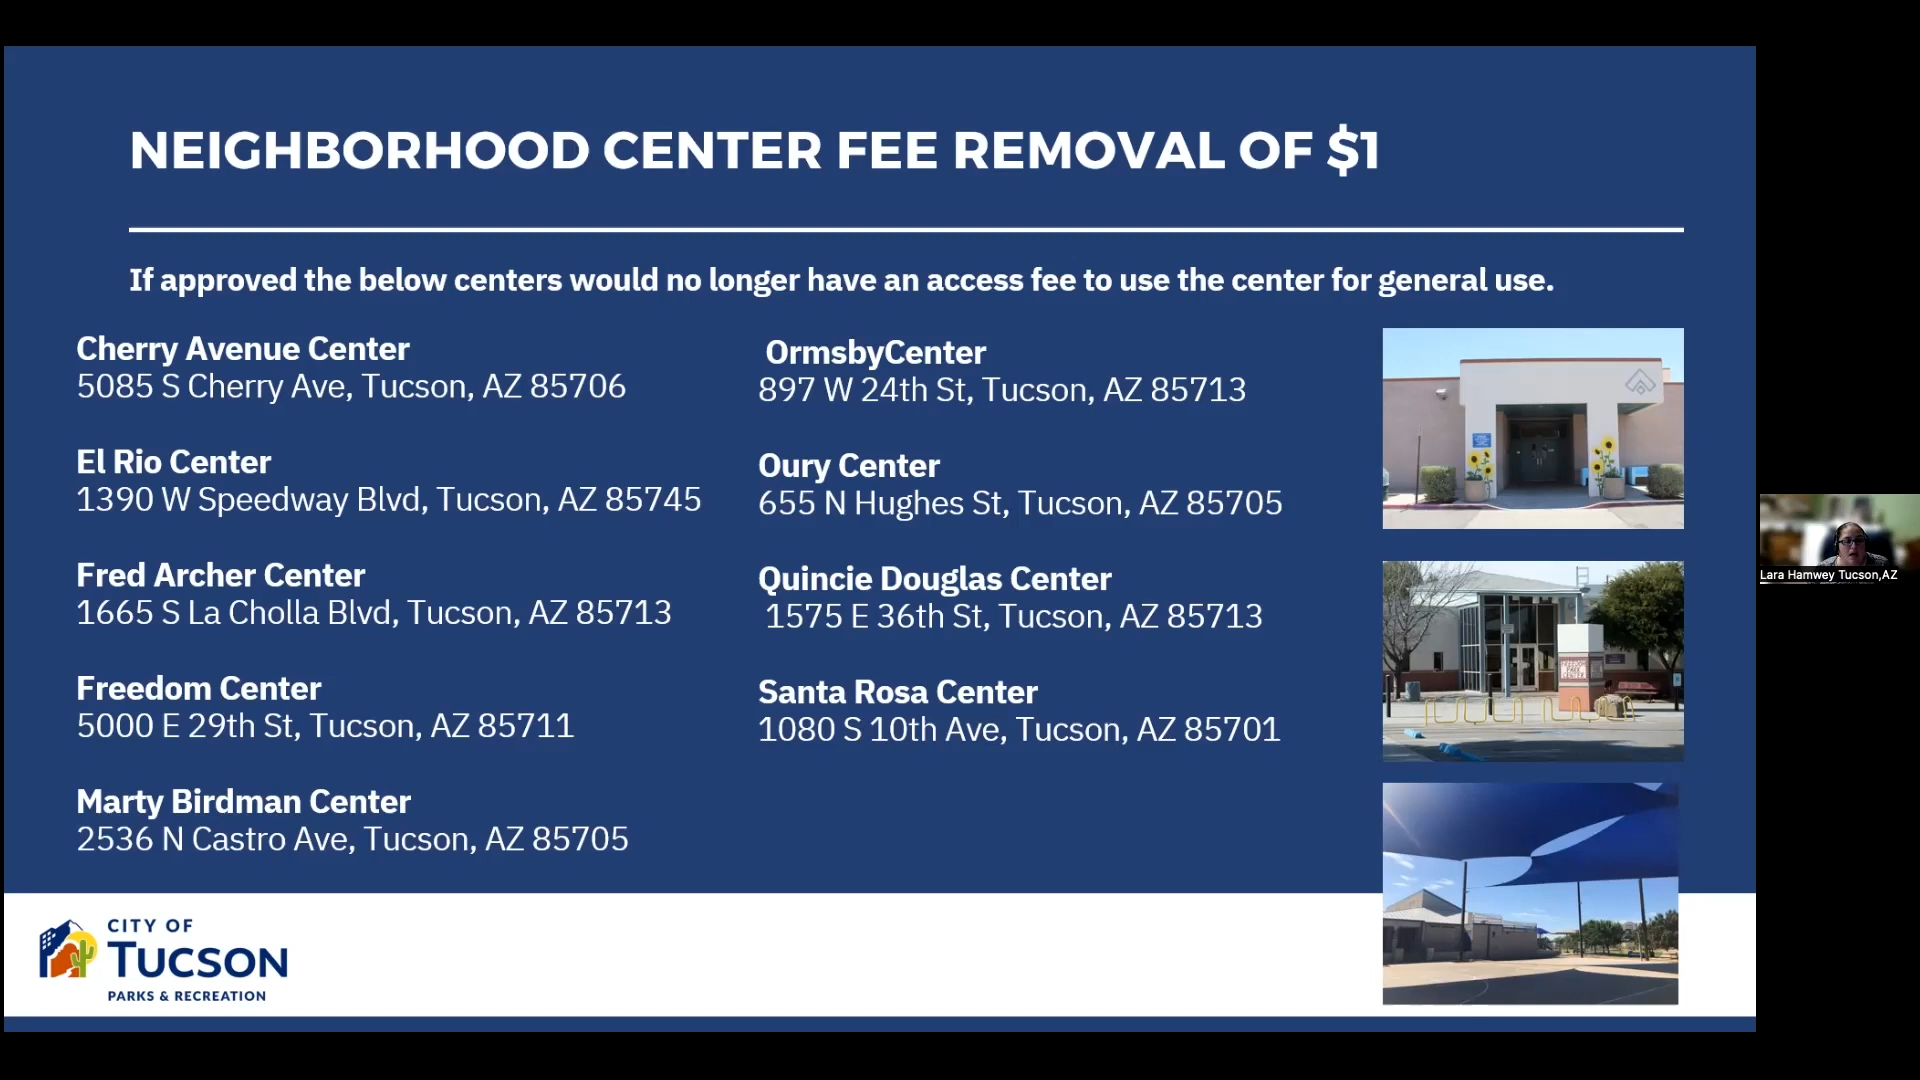 NEIGHBORHOOD CENTER FEE REMOVAL OF $1
If approved the below centers would no longer have an access fee to use the center for general use.
Cherry Avenue Center
5085 S Cherry Ave, Tucson, AZ 85706
El Rio Center
1390 W Speedway Blvd, Tucson, AZ 85745
Fred Archer Center
1665 S La Cholla Blvd, Tucson, AZ 85713
Freedom Center
5000 E 29th St, Tucson, AZ 85711
Marty Birdman Center
2536 N Castro Ave, Tucson, AZ 85705
OrmsbyCenter
897 W 24th St, Tucson, AZ 85713
Oury Center
655 N Hughes St, Tucson, AZ 85705
Quincie Douglas Center
1575 E 36th St, Tucson, AZ 85713
Santa Rosa Center
1080 S 10th Ave, Tucson, AZ 85701
CITY OF
TUCSON
PARKS & RECREATION
Lara Hamwey Tucson,AZ